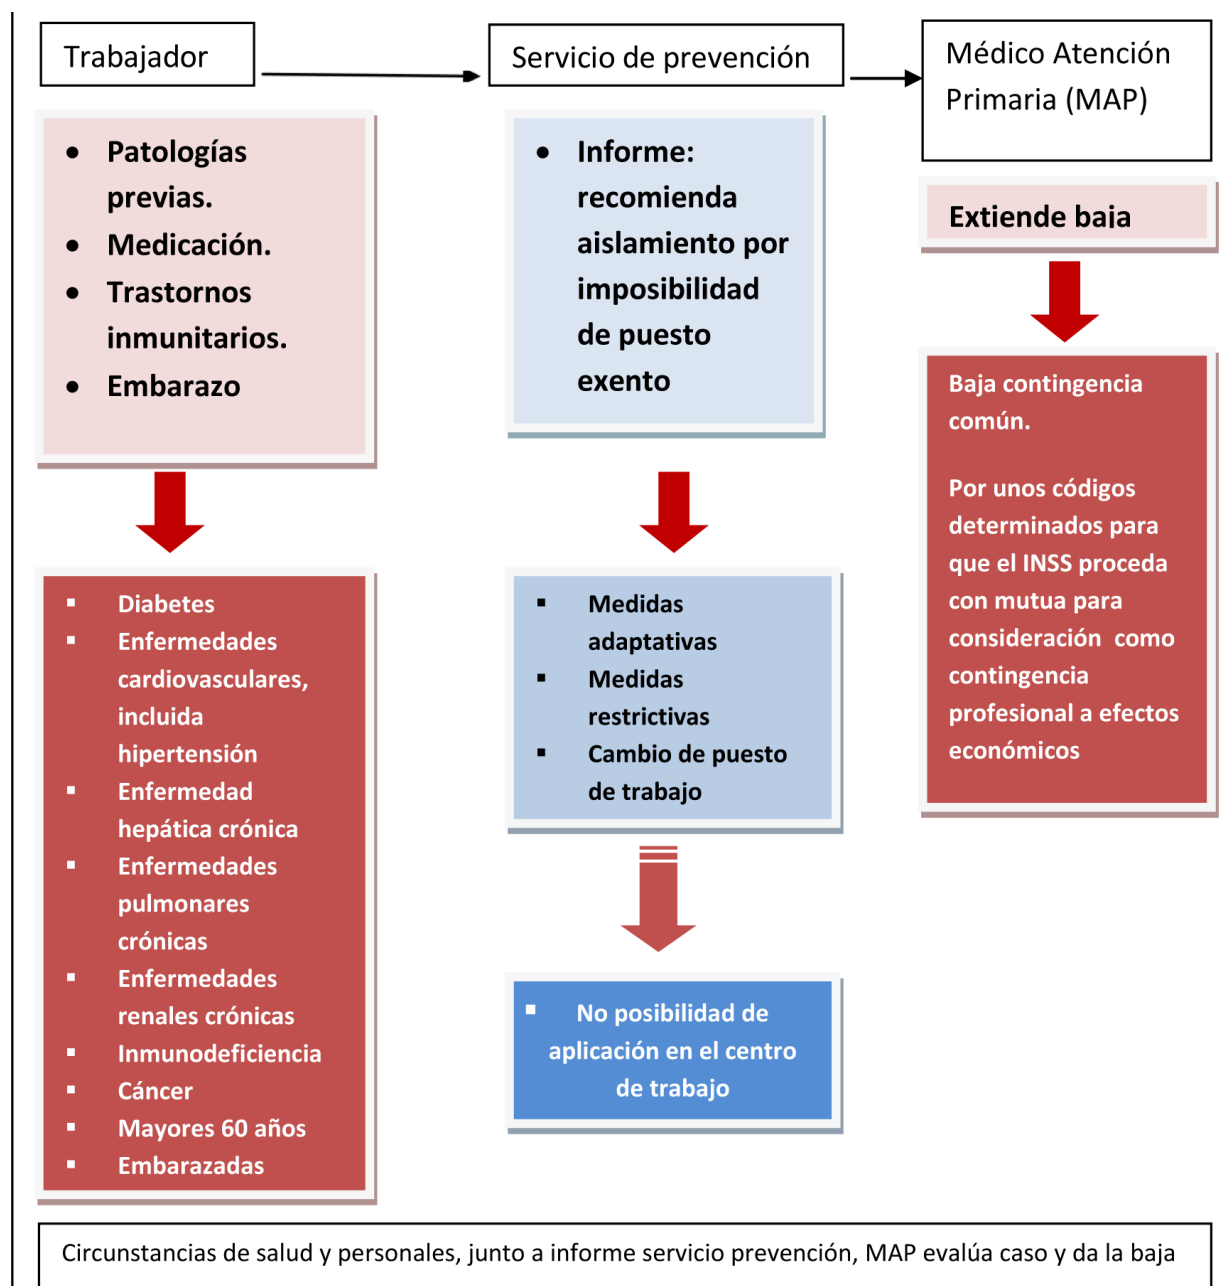 Trabajador
Servicio de prevención
Médico Atención
Primaria (MAP)
• Patologías
previas.
• Medicación.
• Trastornos
inmunitarios.
• Embarazo
• Informe:
recomienda
aislamiento por
imposibilidad
de puesto
exento
Extiende baja
Baja contingencia
común.
Por unos códigos
determinados para
que el INSS proceda
con mutua para
consideración como
contingencia
profesional a efectos
económicos
▪ Diabetes
▪ Enfermedades
cardiovasculares,
incluida
hipertensión
▪ Enfermedad
hepática crónica
▪ Enfermedades
pulmonares
crónicas
▪ Enfermedades
renales crónicas
▪ Inmunodeficiencia
▪ Cáncer
▪ Mayores 60 años
▪ Embarazadas
▪ Medidas
adaptativas
▪ Medidas
restrictivas
▪ Cambio de puesto
de trabajo
▪ No posibilidad de
aplicación en el centro
de trabajo
Circunstancias de salud y personales, junto a informe servicio prevención, MAP evalúa caso y da la baja